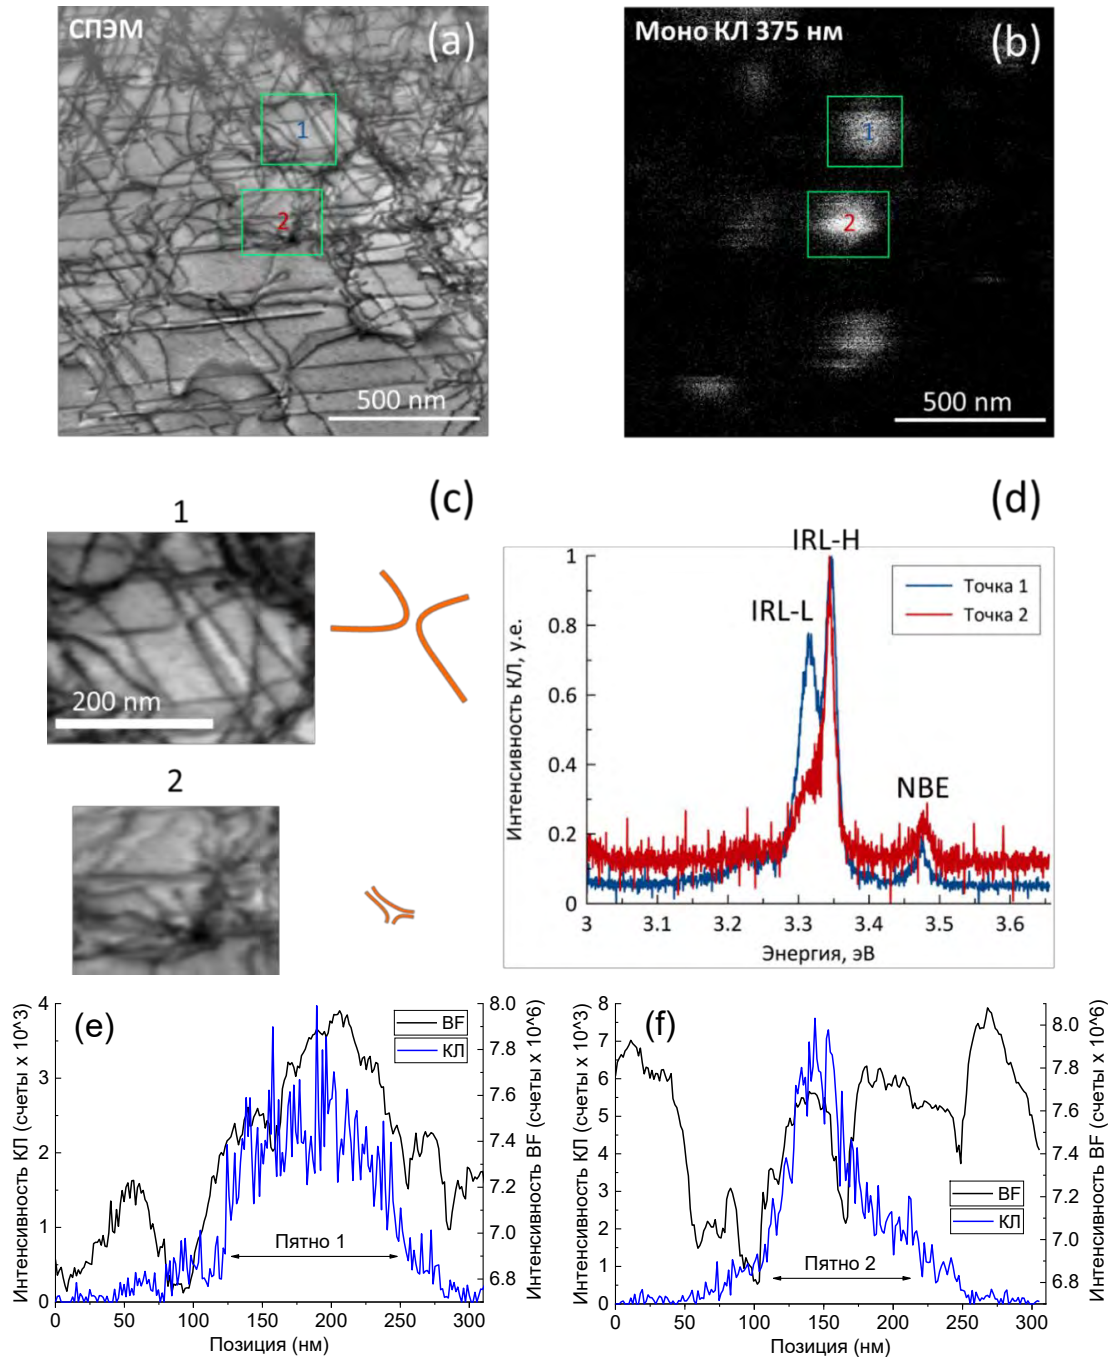 СПЭМ
(a)
1
2
500 nm
Моно КЛ 375 нм
(b)
1
2
500 nm
(c)
1
200 nm
2
(d)
IRL-H
IRL-L
NBE
Точка 1
Точка 2
Интенсивность КЛ, у.е.
1
0.8
0.6
0.4
0.2
0
3 3.1 3.2 3.3 3.4 3.5 3.6
Энергия, эВ
(e)
BF
КЛ
Интенсивность КЛ (счеты x 10^3)
4
3
2
1
0
Интенсивность BF (счеты x 10^6)
8.0
7.8
7.6
7.4
7.2
7.0
6.8
Пятно 1
0 50 100 150 200 250 300
Позиция (нм)
(f)
BF
КЛ
Интенсивность КЛ (счеты x 10^3)
8
7
6
5
4
3
2
1
0
Интенсивность BF (счеты x 10^6)
8.0
7.8
7.6
7.4
7.2
7.0
6.8
Пятно 2
0 50 100 150 200 250 300
Позиция (нм)